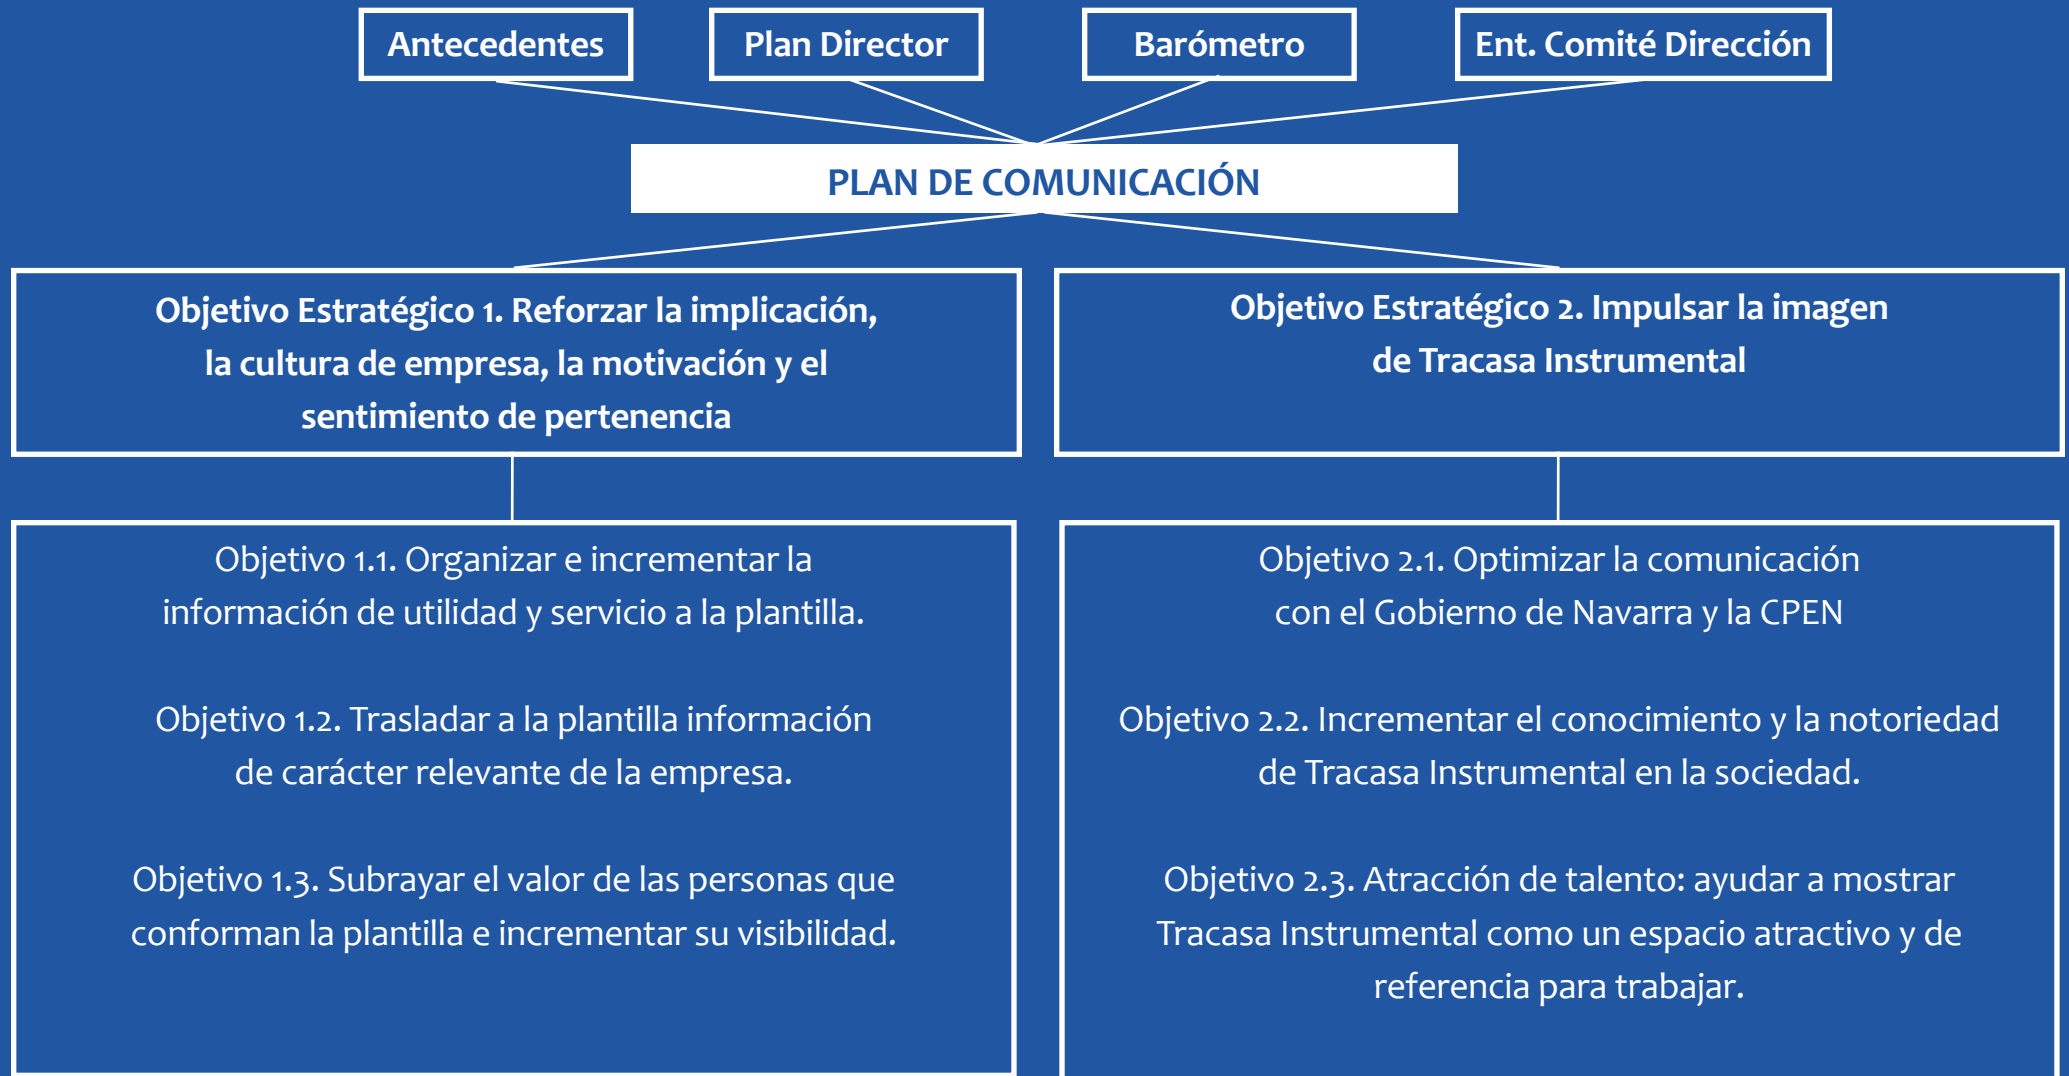 Antecedentes
Plan Director
Barómetro
Ent. Comité Dirección
PLAN DE COMUNICACIÓN
Objetivo Estratégico 1. Reforzar la implicación,
la cultura de empresa, la motivación y el
sentimiento de pertenencia
Objetivo Estratégico 2. Impulsar la imagen
de Tracasa Instrumental
Objetivo 1.1. Organizar e incrementar la
información de utilidad y servicio a la plantilla.
Objetivo 1.2. Trasladar a la plantilla información
de carácter relevante de la empresa.
Objetivo 1.3. Subrayar el valor de las personas que
conforman la plantilla e incrementar su visibilidad.
Objetivo 2.1. Optimizar la comunicación
con el Gobierno de Navarra y la CPEN
Objetivo 2.2. Incrementar el conocimiento y la notoriedad
de Tracasa Instrumental en la sociedad.
Objetivo 2.3. Atracción de talento: ayudar a mostrar
Tracasa Instrumental como un espacio atractivo y de
referencia para trabajar.